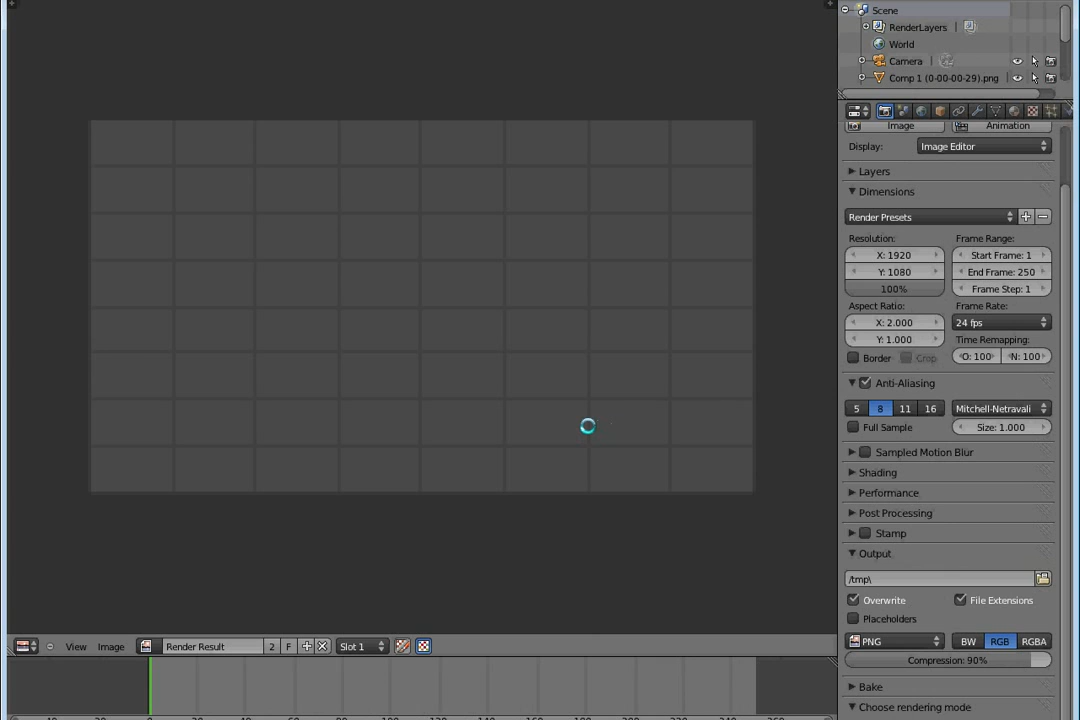 Scene
RenderLayers
World
Camera
Comp 1 (0-00-00-29).png
Image Animation
Display: Image Editor
Layers
Dimensions
Render Presets
Resolution: Frame Range:
X: 1920 Start Frame: 1
Y: 1080 End Frame: 250
100% Frame Step: 1
Aspect Ratio: Frame Rate:
X: 2.000 24 fps
Y: 1.000 Time Remapping:
Border Crop O: 100 N: 100
Anti-Aliasing
5 8 11 16 Mitchell-Netravali
Full Sample Size: 1.000
Sampled Motion Blur
Shading
Performance
Post Processing
Stamp
Output
/tmp\
Overwrite File Extensions
Placeholders
PNG BW RGB RGBA
Compression: 90%
Bake
Choose rendering mode
View Image Render Result 2 F Slot 1